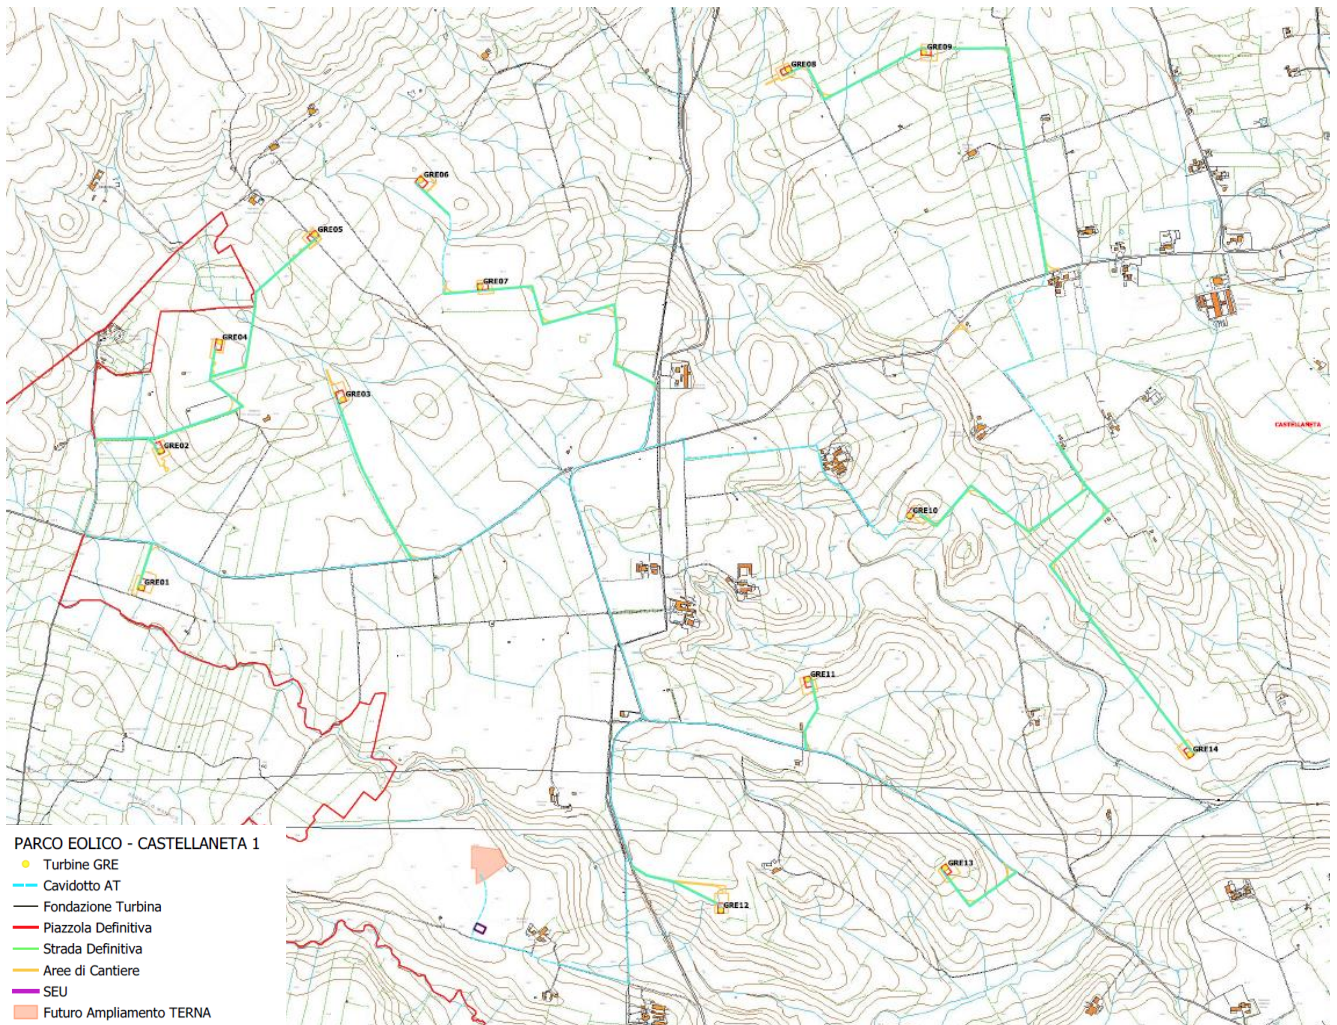 GRE09
GRE08
GRE06
GRE05
GRE07
GRE04
GRE03
CASTELLANETA
GRE02
GRE10
GRE01
GRE11
GRE14
PARCO EOLICO - CASTELLANETA 1
Turbine GRE
Cavidotto AT
Fondazione Turbina
Piazzola Definitiva
Strada Definitiva
Aree di Cantiere
SEU
Futuro Ampliamento TERNA
GRE13
GRE12